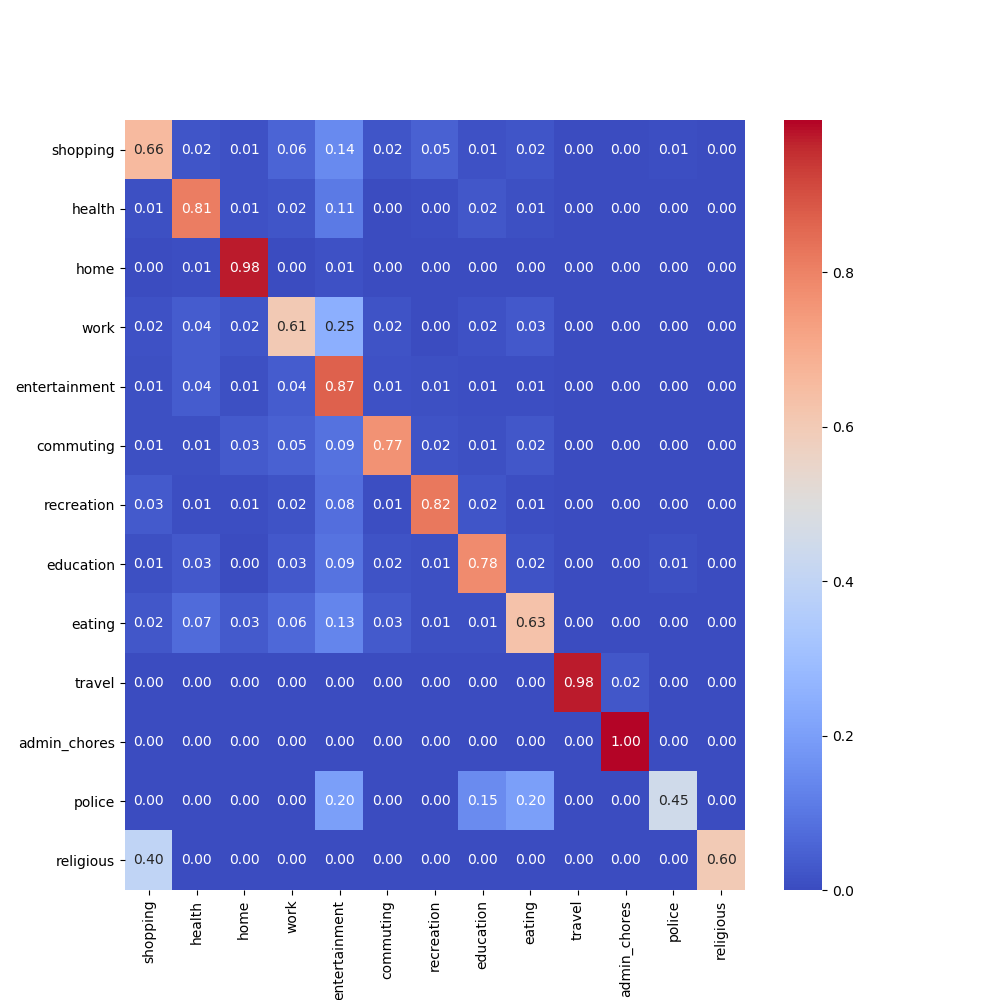 shopping 0.66 0.02 0.01 0.06 0.14 0.02 0.05 0.01 0.02 0.00 0.00 0.01 0.00
health 0.01 0.81 0.01 0.02 0.11 0.00 0.00 0.02 0.01 0.00 0.00 0.00 0.00
home 0.00 0.01 0.98 0.00 0.01 0.00 0.00 0.00 0.00 0.00 0.00 0.00 0.00
work 0.02 0.04 0.02 0.61 0.25 0.02 0.00 0.02 0.03 0.00 0.00 0.00 0.00
entertainment 0.01 0.04 0.01 0.04 0.87 0.01 0.01 0.01 0.01 0.00 0.00 0.00 0.00
commuting 0.01 0.01 0.03 0.05 0.09 0.77 0.02 0.01 0.02 0.00 0.00 0.00 0.00
recreation 0.03 0.01 0.01 0.02 0.08 0.01 0.82 0.02 0.01 0.00 0.00 0.00 0.00
education 0.01 0.03 0.00 0.03 0.09 0.02 0.01 0.78 0.02 0.00 0.00 0.01 0.00
eating 0.02 0.07 0.03 0.06 0.13 0.03 0.01 0.01 0.63 0.00 0.00 0.00 0.00
travel 0.00 0.00 0.00 0.00 0.00 0.00 0.00 0.00 0.00 0.98 0.02 0.00 0.00
admin_chores 0.00 0.00 0.00 0.00 0.00 0.00 0.00 0.00 0.00 0.00 1.00 0.00 0.00
police 0.00 0.00 0.00 0.00 0.20 0.00 0.00 0.15 0.20 0.00 0.00 0.45 0.00
religious 0.40 0.00 0.00 0.00 0.00 0.00 0.00 0.00 0.00 0.00 0.00 0.00 0.60
shopping health home work entertainment commuting recreation education eating travel admin_chores police religious
0.8
0.6
0.4
0.2
0.0